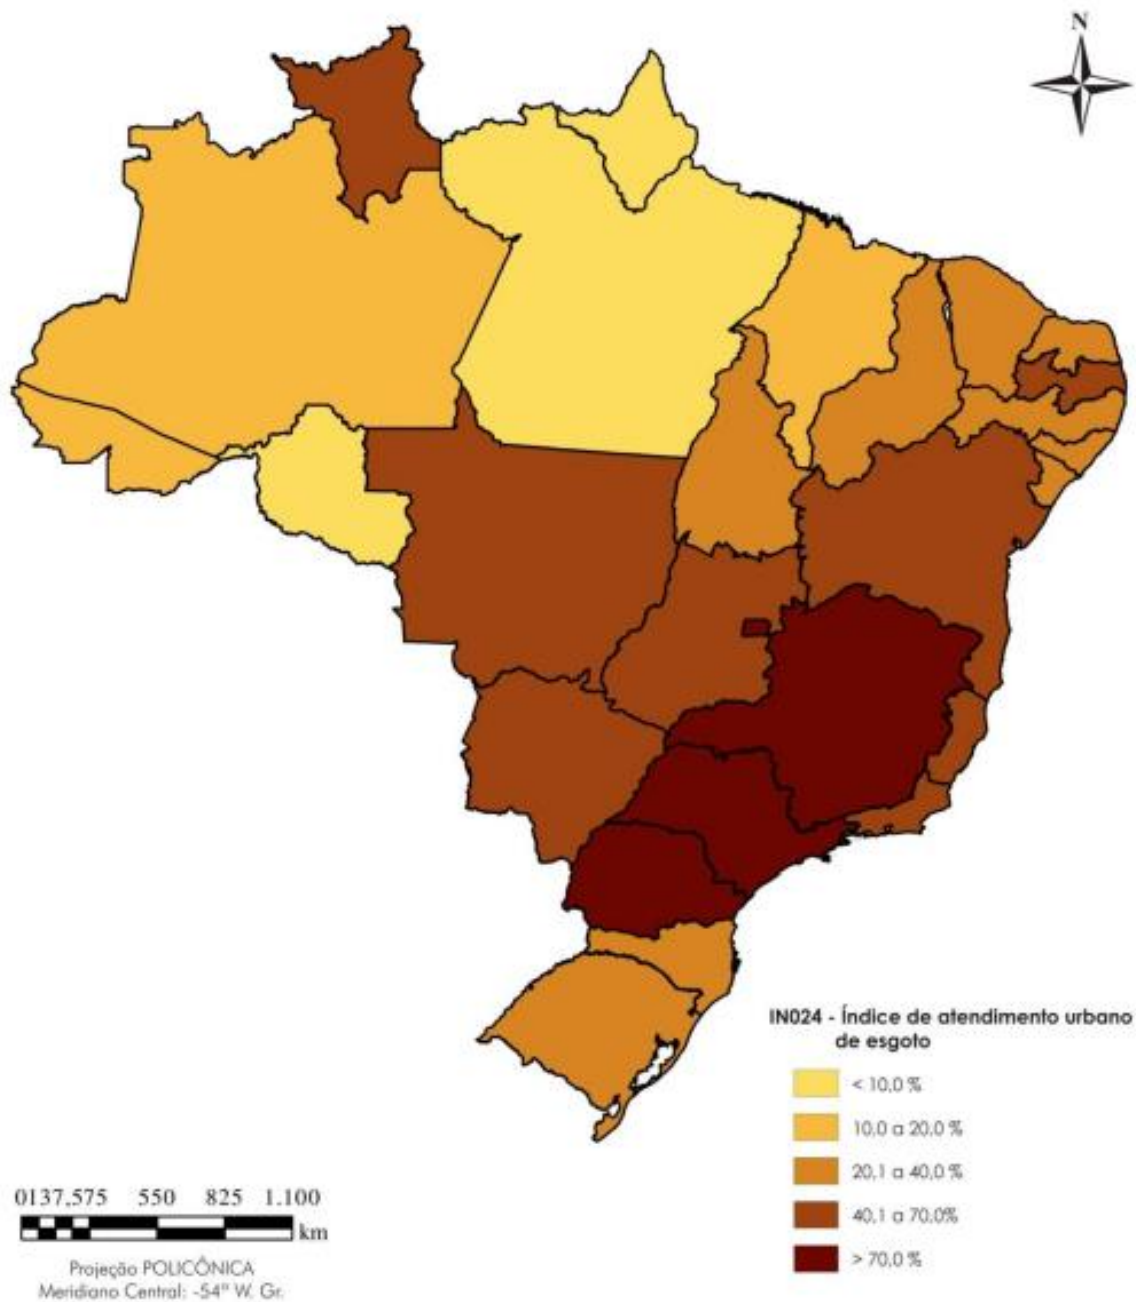 N
IN024 - Índice de atendimento urbano
de esgoto
< 10.0 %
10.0 a 20.0 %
20.1 a 40.0 %
40.1 a 70.0%
> 70.0 %
0137,575 550 825 1.100
km
Projeção POLICÔNICA
Meridiano Central: -54º W. Gr.